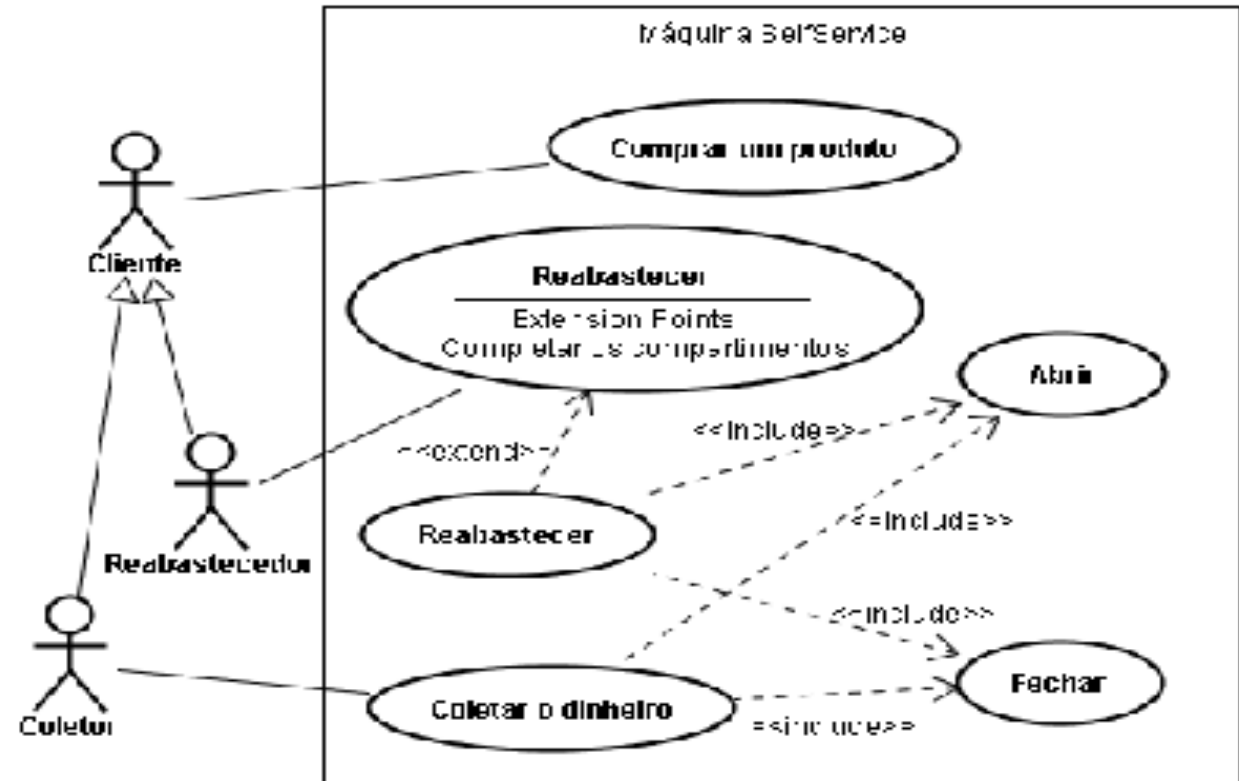 Máquina SelfService
Comprar um produto
Cliente
Reabastecer
Extension Points
Completar os compartimentos
Abrir
<<include>>
<<extend>>
Reabastecer
<<include>>
Reabastecedor
<<include>>
Fechar
Coletar o dinheiro
<<include>>
Coletor